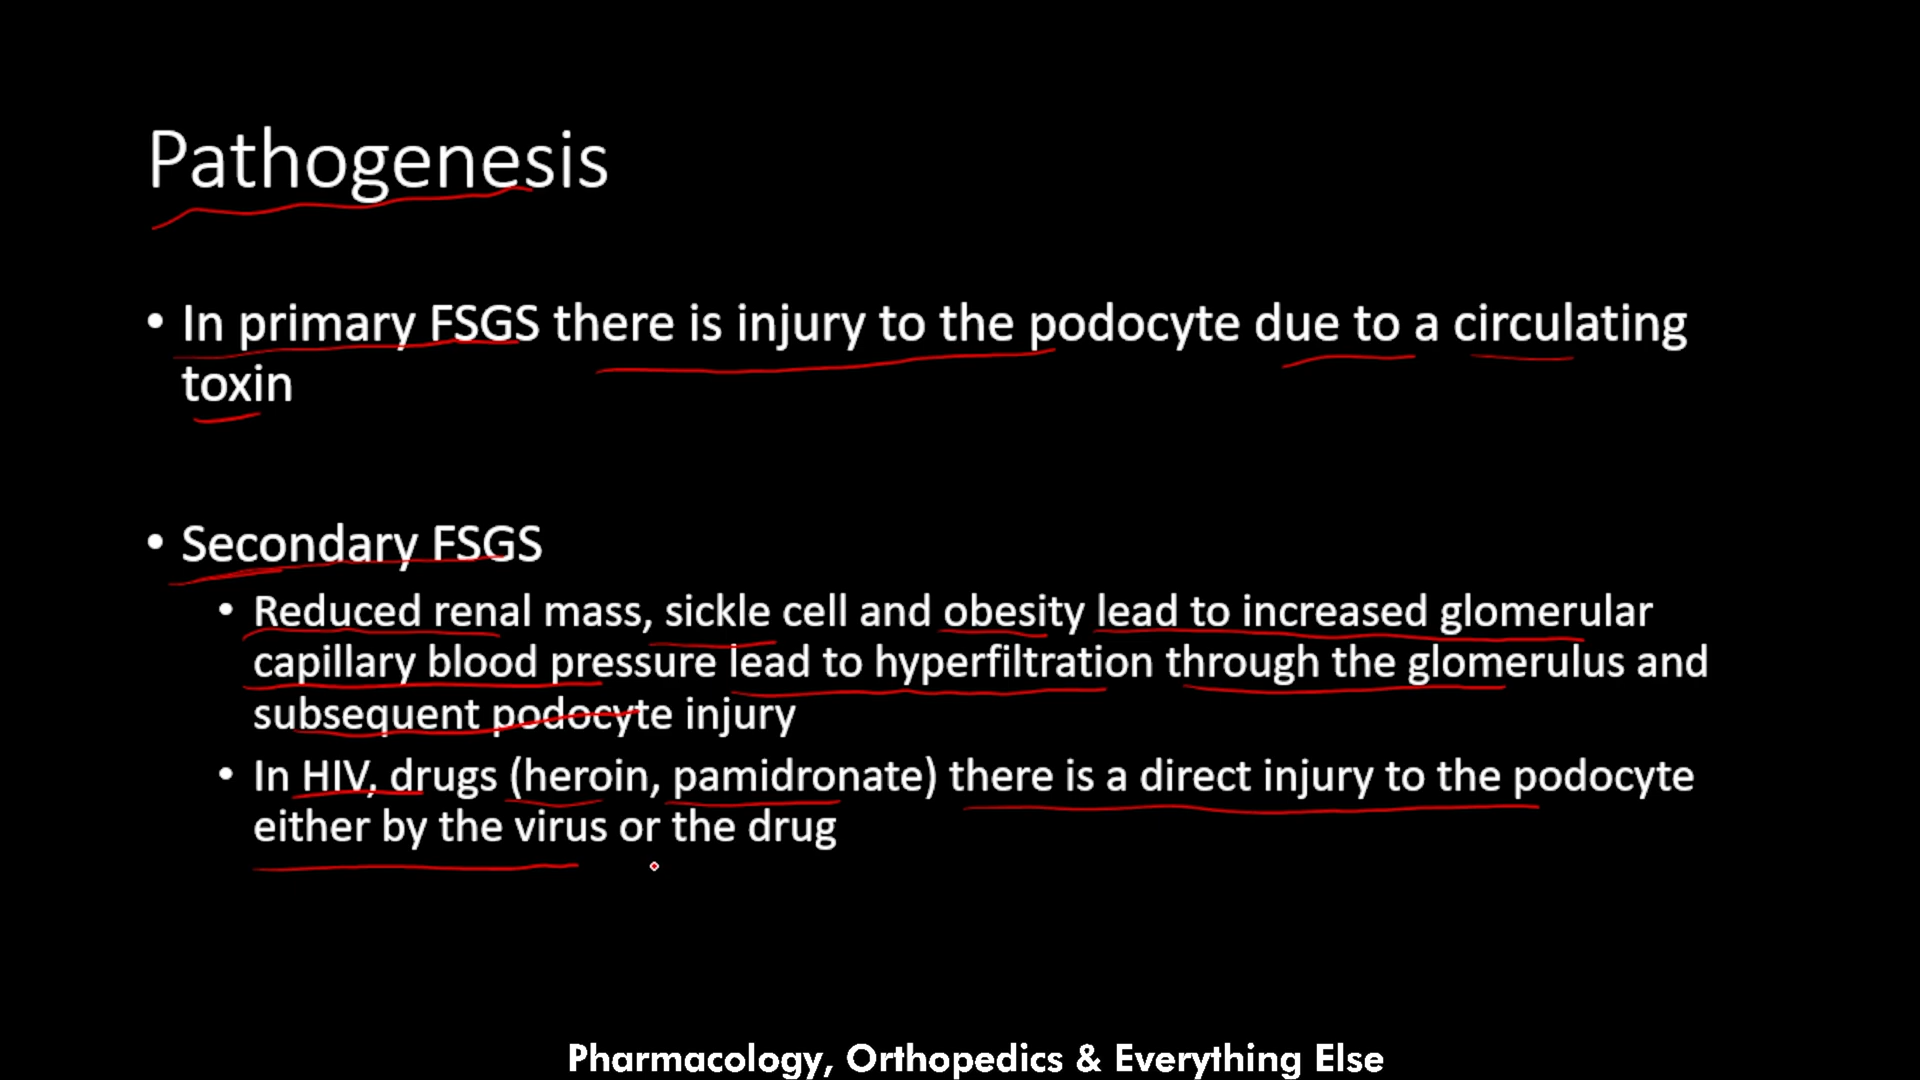 Pathogenesis
• In primary FSGS there is injury to the podocyte due to a circulating
toxin
• Secondary FSGS
• Reduced renal mass, sickle cell and obesity lead to increased glomerular
capillary blood pressure lead to hyperfiltration through the glomerulus and
subsequent podocyte injury
• In HIV, drugs (heroin, pamidronate) there is a direct injury to the podocyte
either by the virus or the drug
Pharmacology, Orthopedics & Everything Else